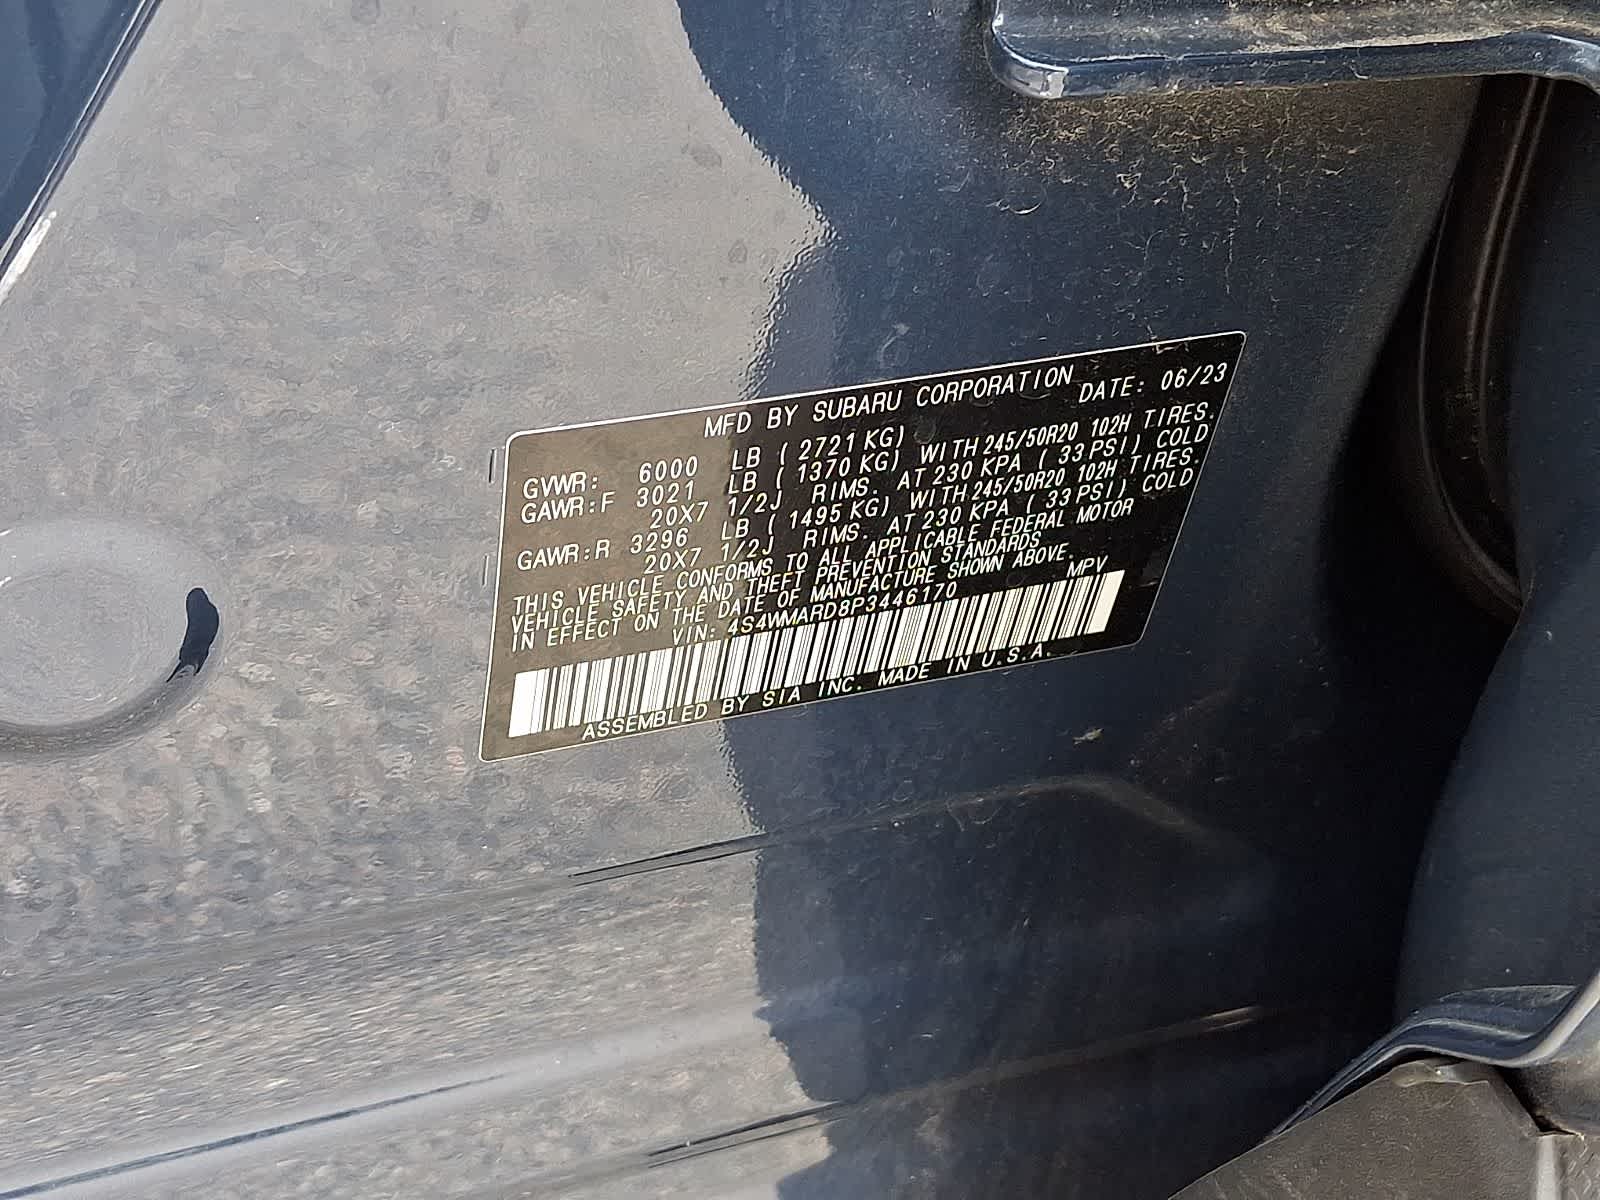 MFD BY SUBARU CORPORATION DATE: 06/23
GVWR: 6000 LB ( 2721 KG)
GAWR:F 3021 LB ( 1370 KG) WITH 245/50R20 102H TIRES.
20X7 1/2J RIMS. AT 230 KPA ( 33 PSI) COLD
GAWR:R 3296 LB ( 1495 KG) WITH 245/50R20 102H TIRES.
20X7 1/2J RIMS. AT 230 KPA ( 33 PSI) COLD
THIS VEHICLE CONFORMS TO ALL APPLICABLE FEDERAL MOTOR
VEHICLE SAFETY AND THEFT PREVENTION STANDARDS
IN EFFECT ON THE DATE OF MANUFACTURE SHOWN ABOVE.
VIN: 4S4WMARD8P3446170 MPV
ASSEMBLED BY SIA INC. MADE IN U.S.A.